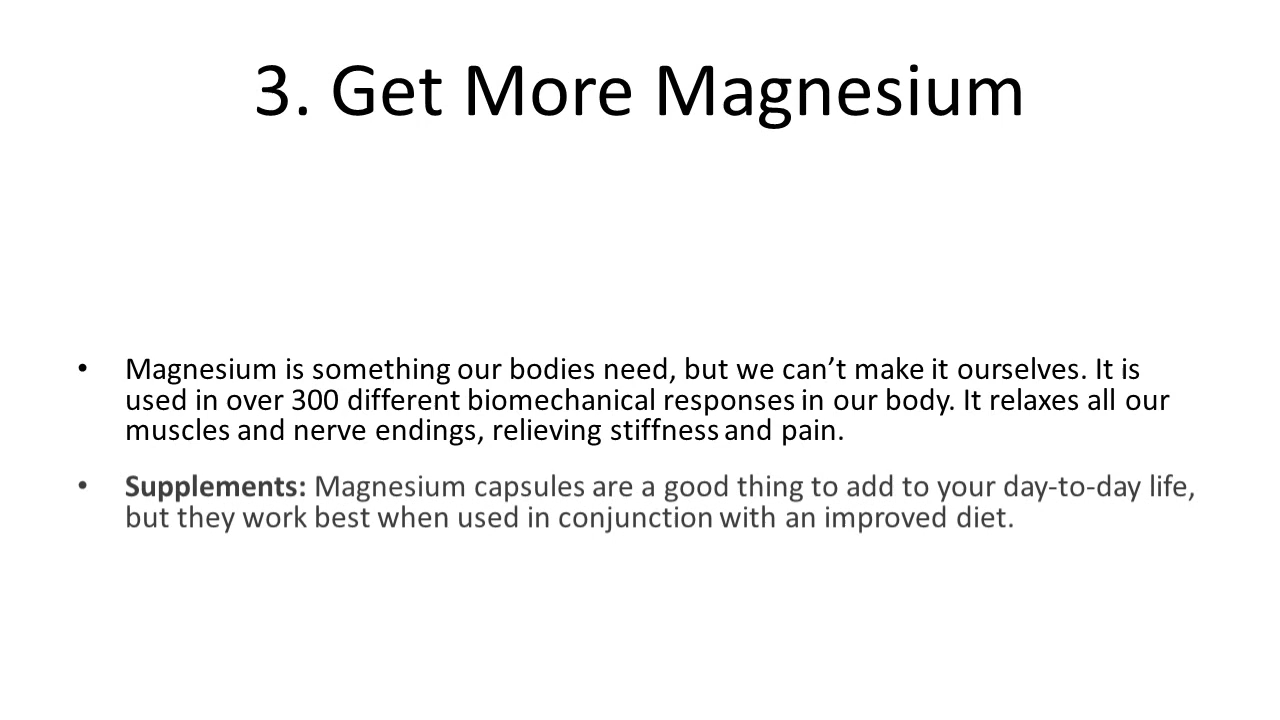 3. Get More Magnesium
• Magnesium is something our bodies need, but we can’t make it ourselves. It is
used in over 300 different biomechanical responses in our body. It relaxes all our
muscles and nerve endings, relieving stiffness and pain.
• Supplements: Magnesium capsules are a good thing to add to your day-to-day life,
but they work best when used in conjunction with an improved diet.